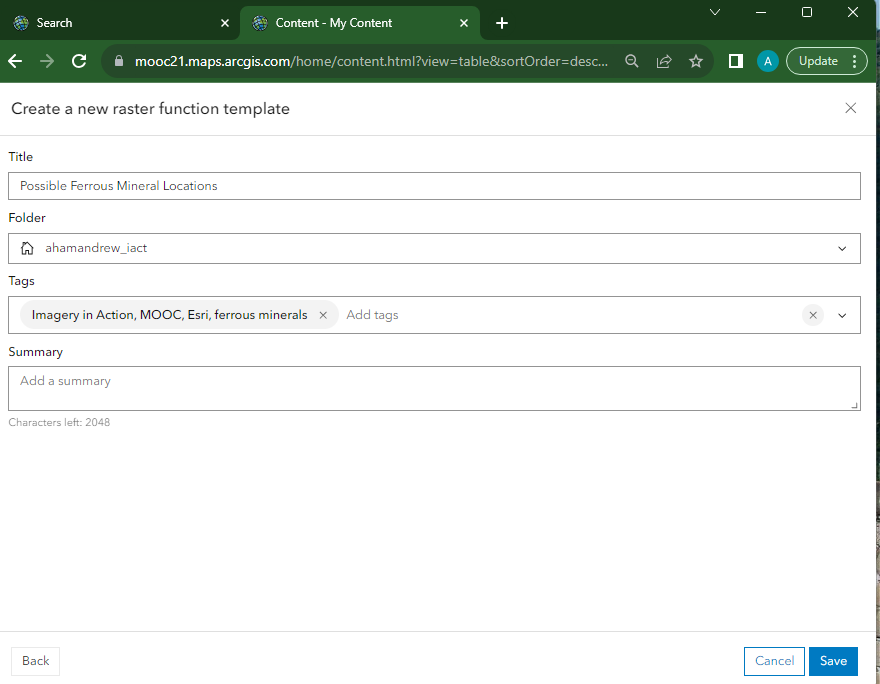 Search
Content - My Content
mooc21.maps.arcgis.com/home/content.html?view=table&sortOrder=desc...
A
Update
Create a new raster function template
Title
Possible Ferrous Mineral Locations
Folder
ahamandrew_iact
Tags
Imagery in Action, MOOC, Esri, ferrous minerals
Add tags
Summary
Add a summary
Characters left: 2048
Back
Cancel
Save